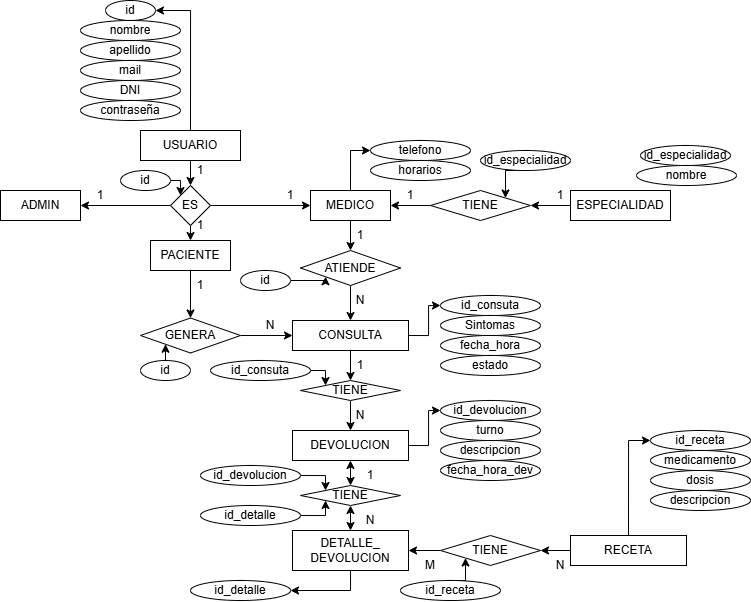 id
nombre
apellido
mail
DNI
contraseña
USUARIO
telefono
horarios
id_especialidad
id_especialidad
nombre
1
id
ADMIN
1
ES
1
MEDICO
1
TIENE
1
ESPECIALIDAD
1
PACIENTE
1
ATIENDE
id
1
N
id_consuta
Sintomas
fecha_hora
estado
GENERA
N
CONSULTA
id
id_consuta
1
TIENE
N
id_devolucion
turno
descripcion
fecha_hora_dev
DEVOLUCION
id_receta
medicamento
dosis
descripcion
id_devolucion
1
TIENE
id_detalle
N
DETALLE_
DEVOLUCION
M
TIENE
N
RECETA
id_detalle
id_receta